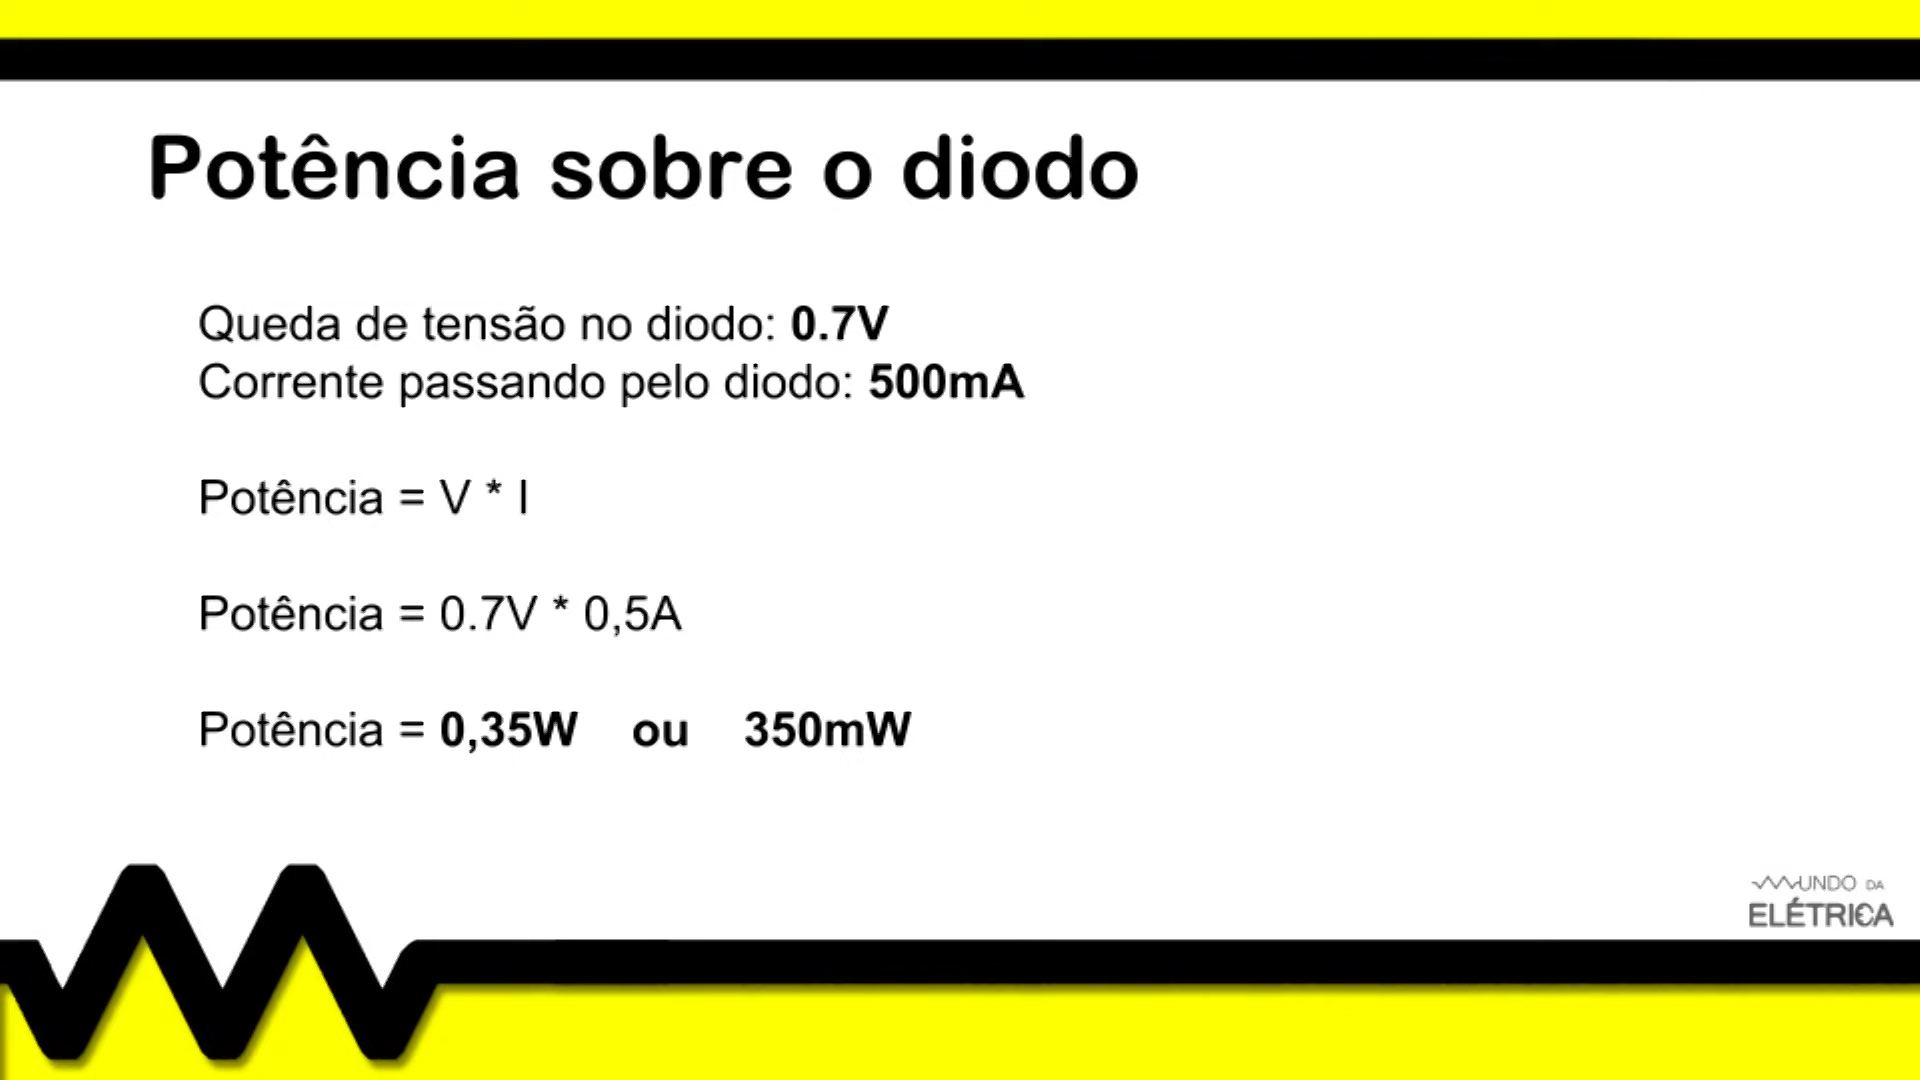 Potência sobre o diodo
Queda de tensão no diodo: 0.7V
Corrente passando pelo diodo: 500mA
Potência = V * I
Potência = 0.7V * 0,5A
Potência = 0,35W ou 350mW
MUNDO DA
ELÉTRICA